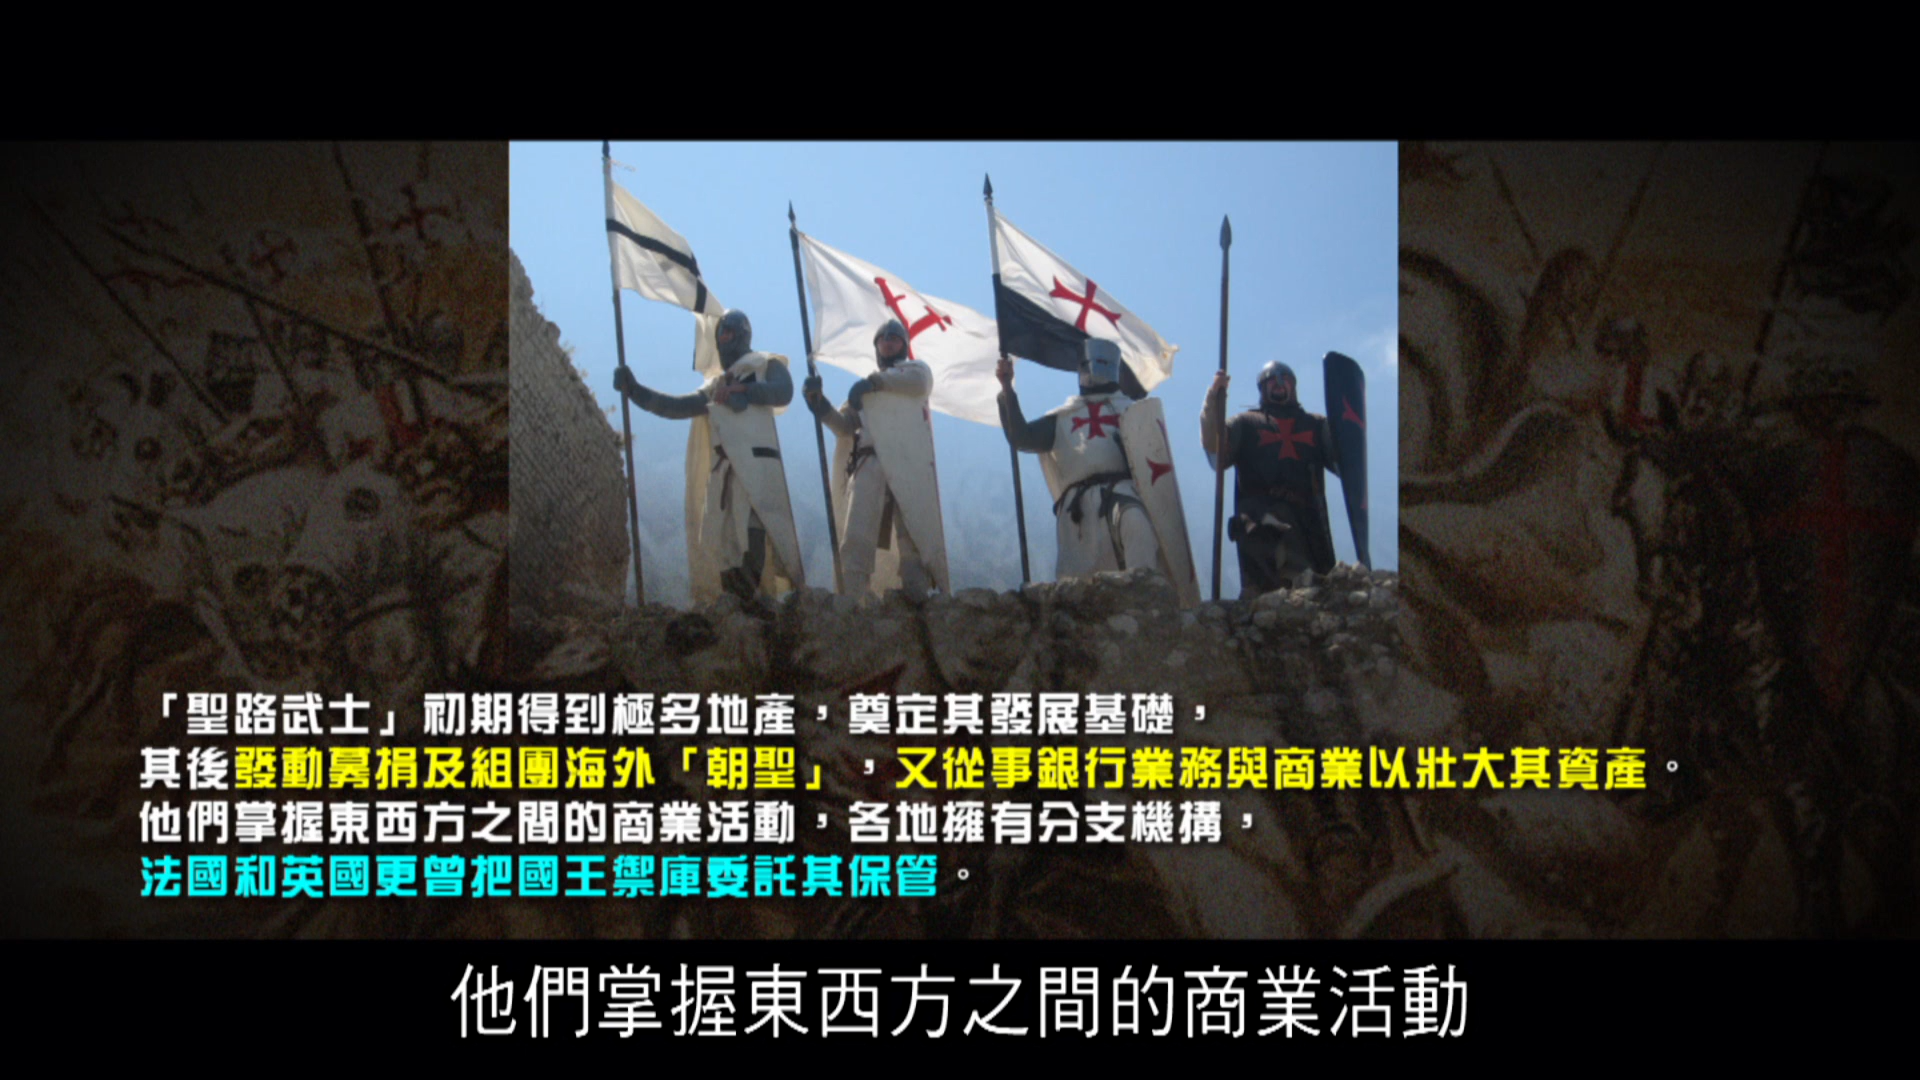 「聖路武士」初期得到極多地產，奠定其發展基礎，
其後發動募捐及組團海外「朝聖」，又從事銀行業務與商業以壯大其資產。
他們掌握東西方之間的商業活動，各地擁有分支機構，
法國和英國更曾把國王禦庫委託其保管。
他們掌握東西方之間的商業活動